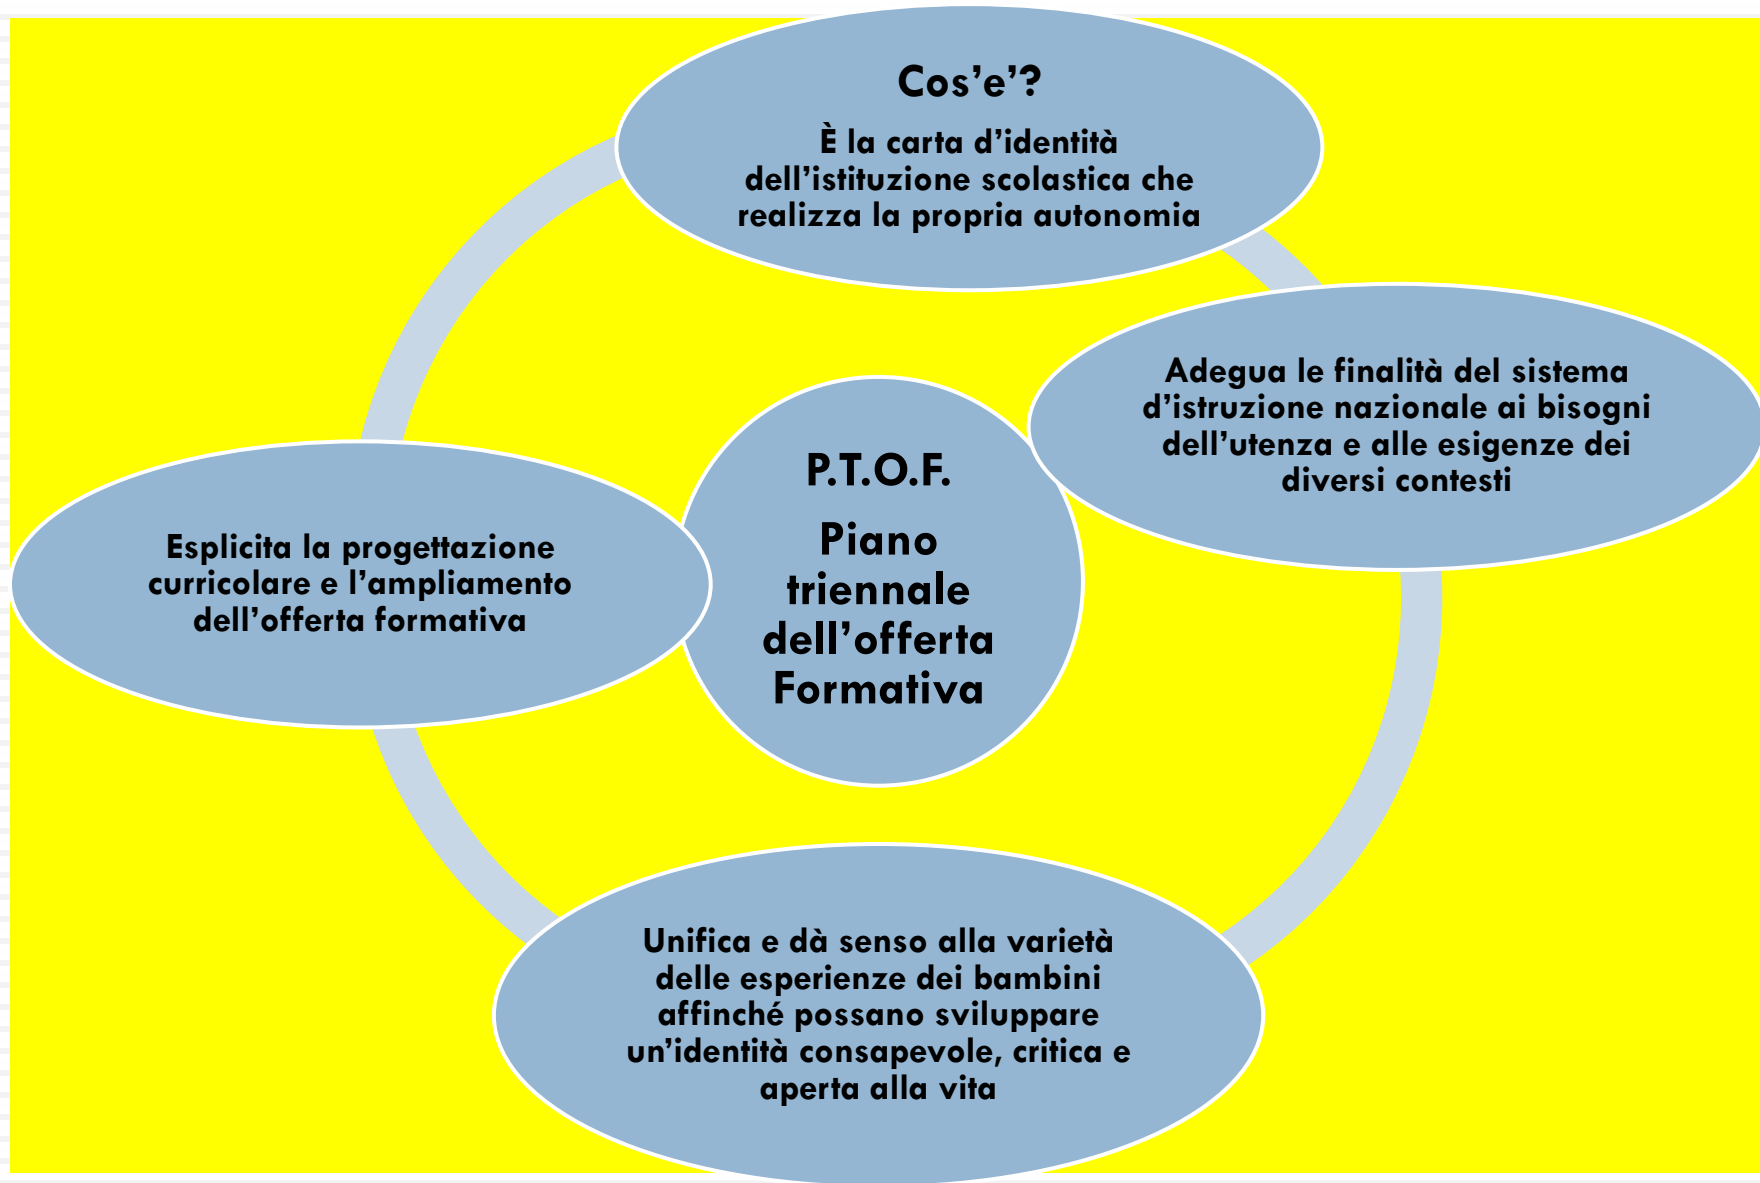 Cos’e’?
È la carta d’identità
dell’istituzione scolastica che
realizza la propria autonomia
Adegua le finalità del sistema
d’istruzione nazionale ai bisogni
dell’utenza e alle esigenze dei
diversi contesti
P.T.O.F.
Piano
triennale
dell’offerta
Formativa
Esplicita la progettazione
curricolare e l’ampliamento
dell’offerta formativa
Unifica e dà senso alla varietà
delle esperienze dei bambini
affinché possano sviluppare
un’identità consapevole, critica e
aperta alla vita